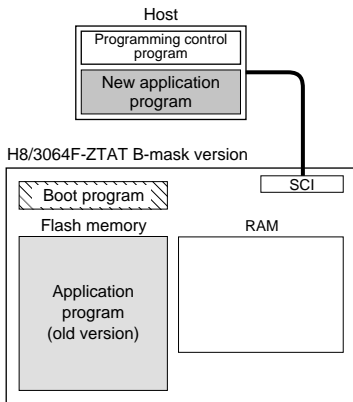 Host
Programming control
program
New application
program
H8/3064F-ZTAT B-mask version
SCI
Boot program
Flash memory
RAM
Application
program
(old version)